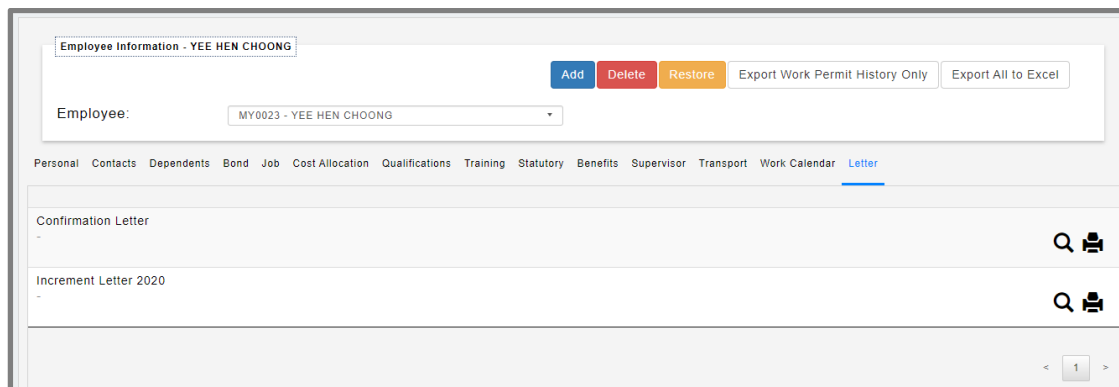 Employee Information - YEE HEN CHOONG
Add Delete Restore Export Work Permit History Only Export All to Excel
Employee: MY0023 - YEE HEN CHOONG
Personal Contacts Dependents Bond Job Cost Allocation Qualifications Training Statutory Benefits Supervisor Transport Work Calendar Letter
Confirmation Letter
-
Increment Letter 2020
-
< 1 >